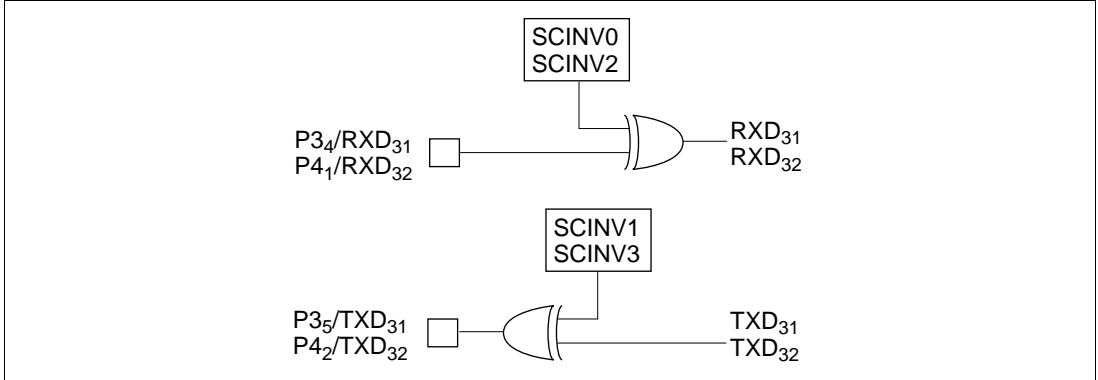 SCINV0
SCINV2
P3₄/RXD₃₁
P4₁/RXD₃₂
RXD₃₁
RXD₃₂
SCINV1
SCINV3
P3₅/TXD₃₁
P4₂/TXD₃₂
TXD₃₁
TXD₃₂